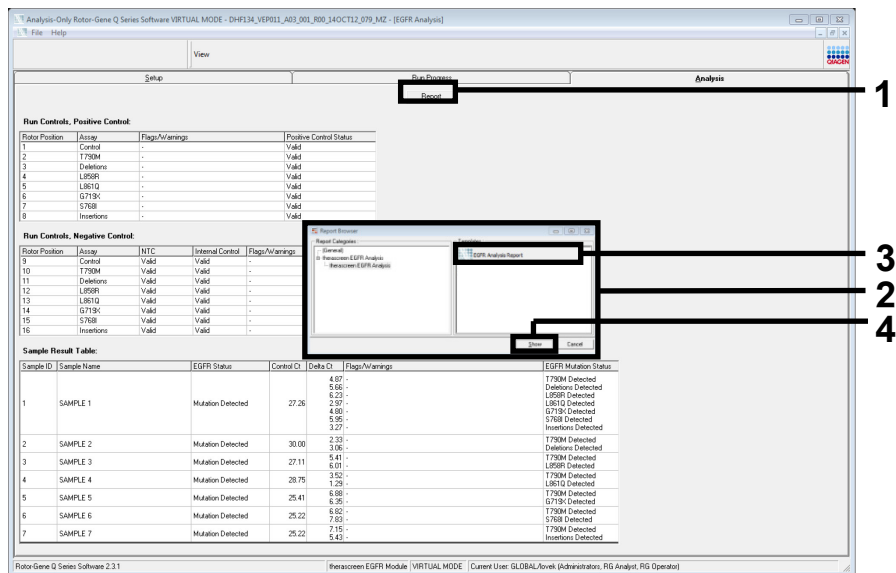 Analysis-Only Rotor-Gene Q Series Software VIRTUAL MODE - DHF134_VEP011_A03_001_R00_14OCT12_079_MZ - [EGFR Analysis]
File Help
View
QIAGEN
Setup Run Progress Analysis
Report
1
Run Controls, Positive Control:
Rotor Position Assay Flags/Warnings Positive Control Status
1 Control - Valid
2 T790M - Valid
3 Deletions - Valid
4 L858R - Valid
5 L861Q - Valid
6 G719X - Valid
7 S768I - Valid
8 Insertions - Valid
Run Controls, Negative Control:
Rotor Position Assay NTC Internal Control Flags/Warnings
9 Control Valid Valid -
10 T790M Valid Valid -
11 Deletions Valid Valid -
12 L858R Valid Valid -
13 L861Q Valid Valid -
14 G719X Valid Valid -
15 S768I Valid Valid -
16 Insertions Valid Valid -
Report Browser
Report Categories Templates
(General)
therascreen EGFR Analysis
therascreen EGFR Analysis
EGFR Analysis Report
Show Cancel
3
2
4
Sample Result Table:
Sample ID Sample Name EGFR Status Control Ct Delta Ct Flags/Warnings EGFR Mutation Status
1 SAMPLE 1 Mutation Detected 27.26
4.87 - T790M Detected
5.66 - Deletions Detected
6.23 - L858R Detected
2.97 - L861Q Detected
4.80 - G719X Detected
5.95 - S768I Detected
3.27 - Insertions Detected
2 SAMPLE 2 Mutation Detected 30.00
2.33 - T790M Detected
3.06 - Deletions Detected
3 SAMPLE 3 Mutation Detected 27.11
5.41 - T790M Detected
6.01 - L858R Detected
4 SAMPLE 4 Mutation Detected 28.75
3.52 - T790M Detected
1.29 - L861Q Detected
5 SAMPLE 5 Mutation Detected 25.41
6.88 - T790M Detected
6.35 - G719X Detected
6 SAMPLE 6 Mutation Detected 25.22
6.82 - T790M Detected
7.83 - S768I Detected
7 SAMPLE 7 Mutation Detected 25.22
7.15 - T790M Detected
5.43 - Insertions Detected
Rotor-Gene Q Series Software 2.3.1 therascreen EGFR Module VIRTUAL MODE Current User: GLOBAL/lovek (Administrators, RG Analyst, RG Operator)